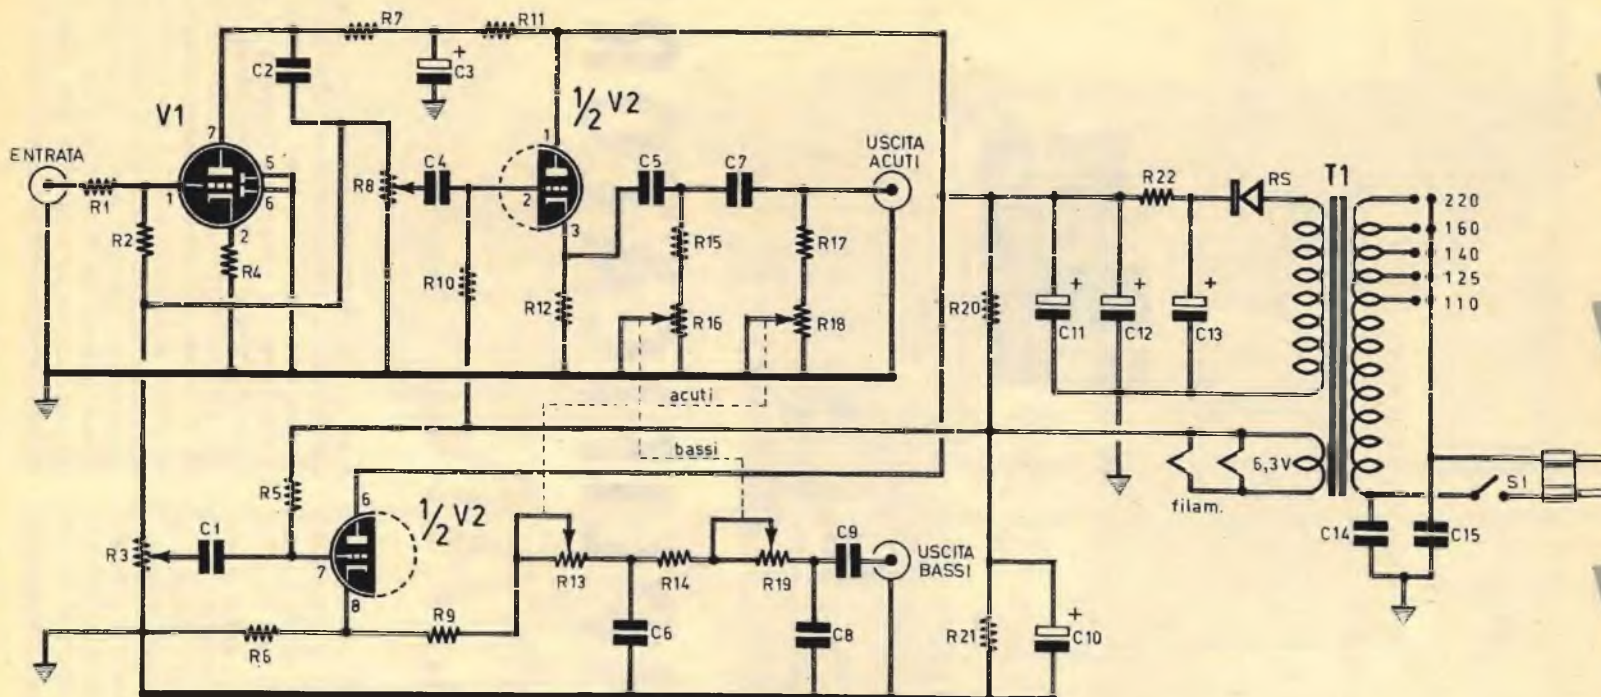 R7
R11
C2
+
C3
V1
½ V2
7
1
ENTRATA
5
6
USCITA
ACUTI
C4
C5
C7
R22
RS
T1
R1
1
R8
2
3
220
160
140
125
110
R2
2
R4
R15
R17
R10
R12
R16
R18
R20
+
C11
+
C12
+
C13
acuti
bassi
6,3V
filam.
S1
R5
6
½ V2
C14
C15
R3
C1
7
8
R13
R14
R19
C9
USCITA
BASSI
R6
R9
C6
C8
R21
+
C10